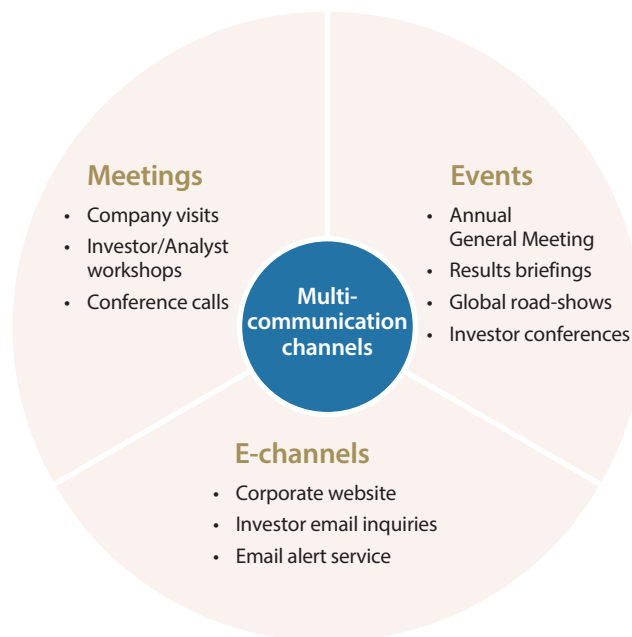 Meetings
• Company visits
• Investor/Analyst
workshops
• Conference calls
Events
• Annual
General Meeting
• Results briefings
• Global road-shows
• Investor conferences
Multi-
communication
channels
E-channels
• Corporate website
• Investor email inquiries
• Email alert service